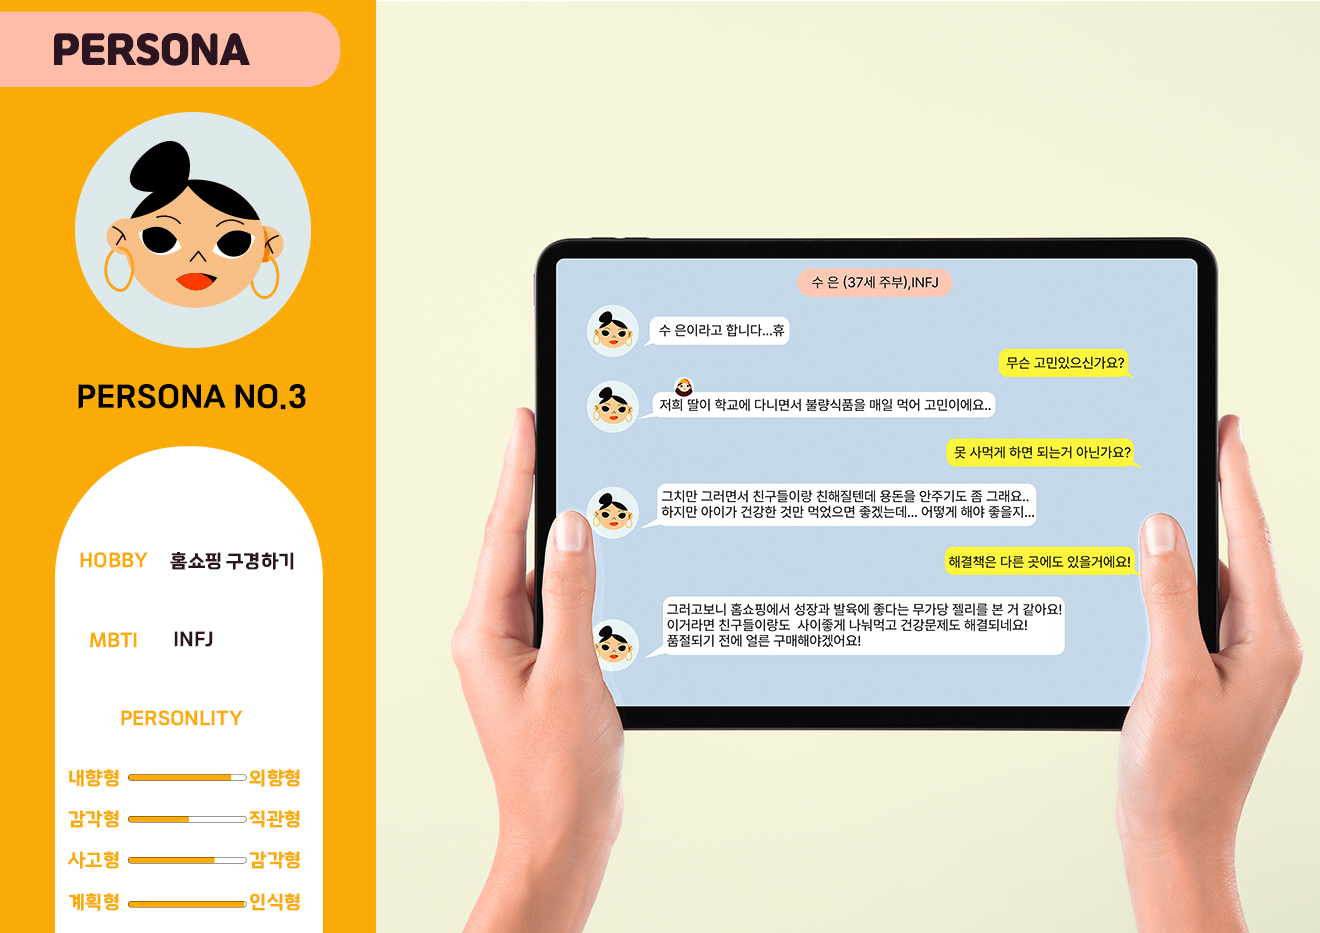 PERSONA
PERSONA NO.3
HOBBY 홈쇼핑 구경하기
MBTI INFJ
PERSONLITY
내향형 외향형
감각형 직관형
사고형 감각형
계획형 인식형
수 은 (37세 주부),INFJ
수 은이라고 합니다...휴
무슨 고민있으신가요?
저희 딸이 학교에 다니면서 불량식품을 매일 먹어 고민이에요..
못 사먹게 하면 되는거 아닌가요?
그치만 그러면서 친구들이랑 친해질텐데 용돈을 안주기도 좀 그래요..
하지만 아이가 건강한 것만 먹었으면 좋겠는데... 어떻게 해야 좋을지...
해결책은 다른 곳에도 있을거에요!
그러고보니 홈쇼핑에서 성장과 발육에 좋다는 무가당 젤리를 본 거 같아요!
이거라면 친구들이랑도 사이좋게 나눠먹고 건강문제도 해결되네요!
품절되기 전에 얼른 구매해야겠어요!